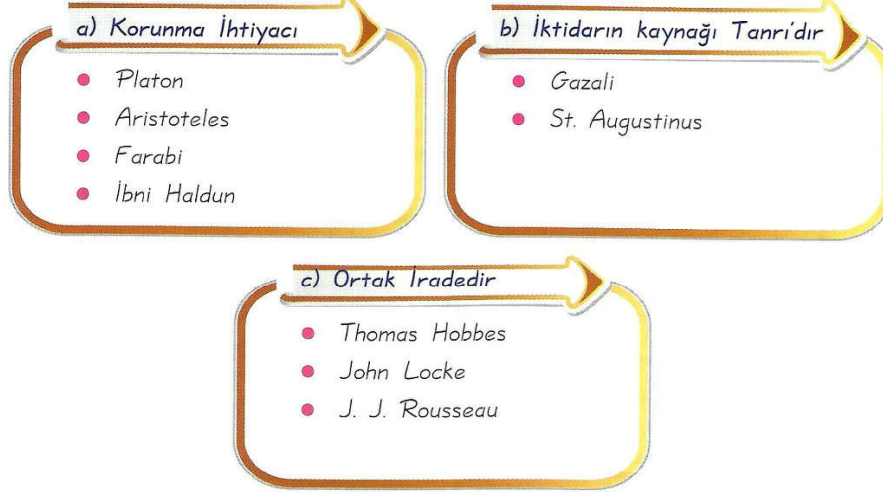 a) Korunma İhtiyacı
• Platon
• Aristoteles
• Farabi
• İbni Haldun
b) İktidarın kaynağı Tanrı'dır
• Gazali
• St. Augustinus
c) Ortak İradedir
• Thomas Hobbes
• John Locke
• J. J. Rousseau